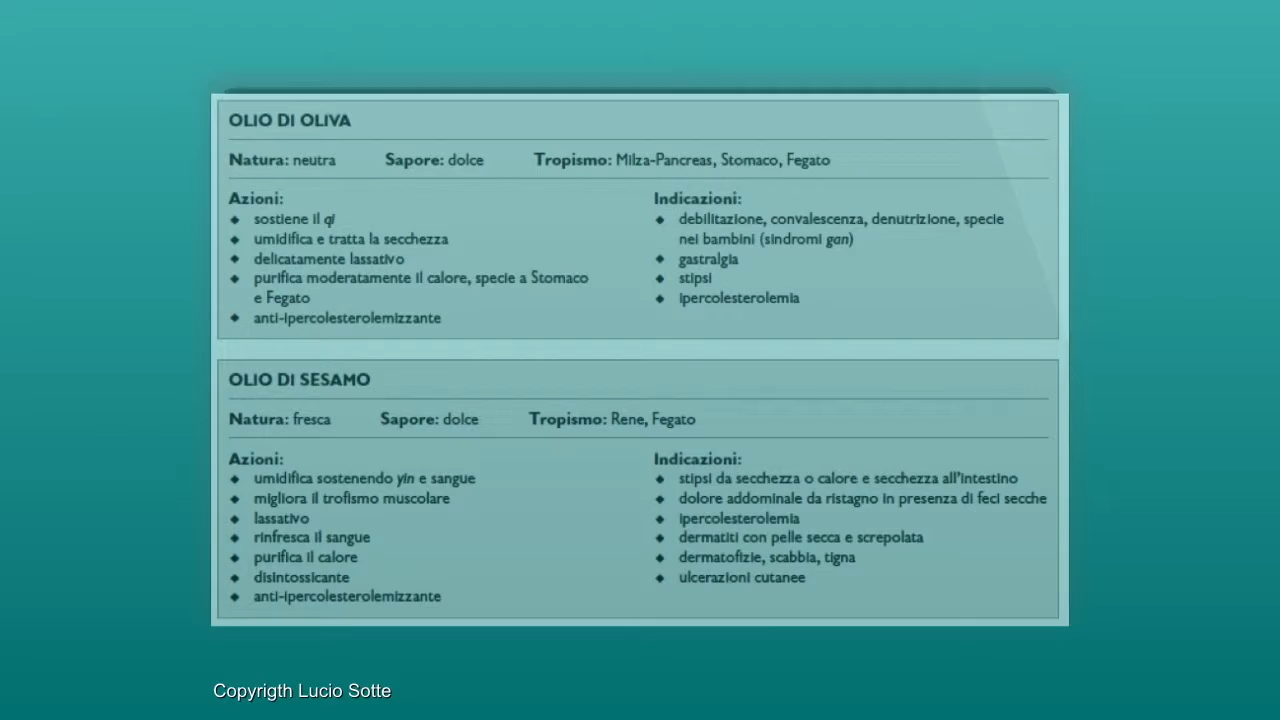 OLIO DI OLIVA
Natura: neutra Sapore: dolce Tropismo: Milza-Pancreas, Stomaco, Fegato
Azioni:
◆ sostiene il qi
◆ umidifica e tratta la secchezza
◆ delicatamente lassativo
◆ purifica moderatamente il calore, specie a Stomaco
e Fegato
◆ anti-ipercolesterolemizzante
Indicazioni:
◆ debilitazione, convalescenza, denutrizione, specie
nei bambini (sindromi gan)
◆ gastralgia
◆ stipsi
◆ ipercolesterolemia
OLIO DI SESAMO
Natura: fresca Sapore: dolce Tropismo: Rene, Fegato
Azioni:
◆ umidifica sostenendo yin e sangue
◆ migliora il trofismo muscolare
◆ lassativo
◆ rinfresca il sangue
◆ purifica il calore
◆ disintossicante
◆ anti-ipercolesterolemizzante
Indicazioni:
◆ stipsi da secchezza o calore e secchezza all'intestino
◆ dolore addominale da ristagno in presenza di feci secche
◆ ipercolesterolemia
◆ dermatiti con pelle secca e screpolata
◆ dermatofizie, scabbia, tigna
◆ ulcerazioni cutanee
Copyrigth Lucio Sotte